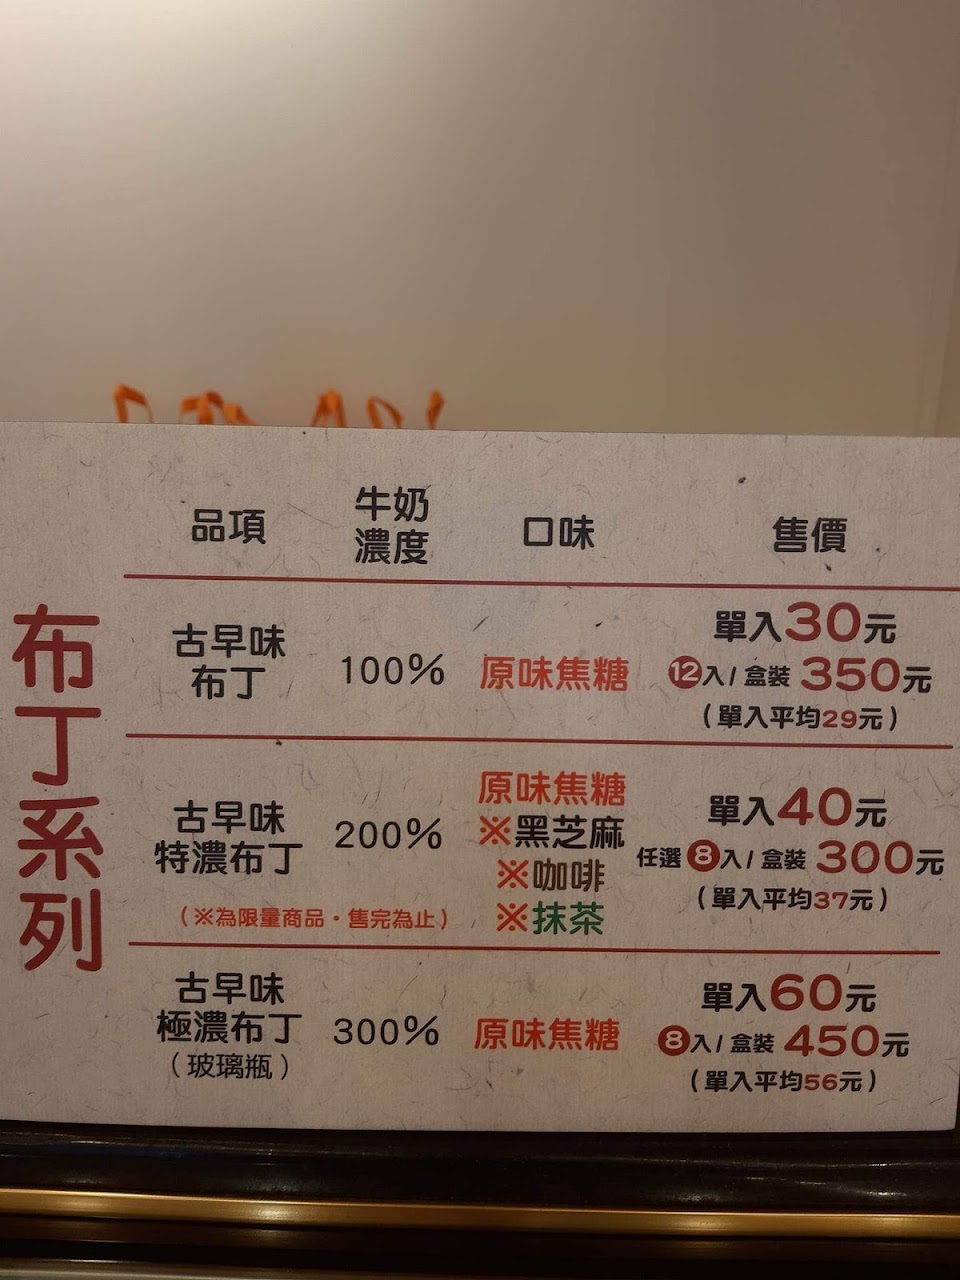 布丁系列
品項
牛奶
濃度
口味
售價
古早味
布丁
100%
原味焦糖
單入30元
12入/盒裝 350元
(單入平均29元)
古早味
特濃布丁
(※為限量商品・售完為止)
200%
原味焦糖
※黑芝麻
※咖啡
※抹茶
單入40元
任選8入/盒裝 300元
(單入平均37元)
古早味
極濃布丁
(玻璃瓶)
300%
原味焦糖
單入60元
8入/盒裝 450元
(單入平均56元)